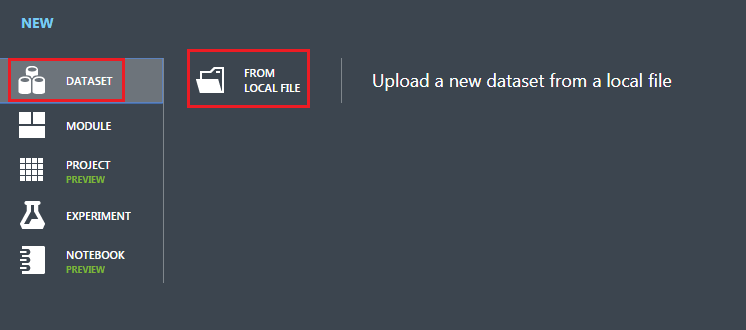 NEW
DATASET
FROM
LOCAL FILE
Upload a new dataset from a local file
MODULE
PROJECT
PREVIEW
EXPERIMENT
NOTEBOOK
PREVIEW